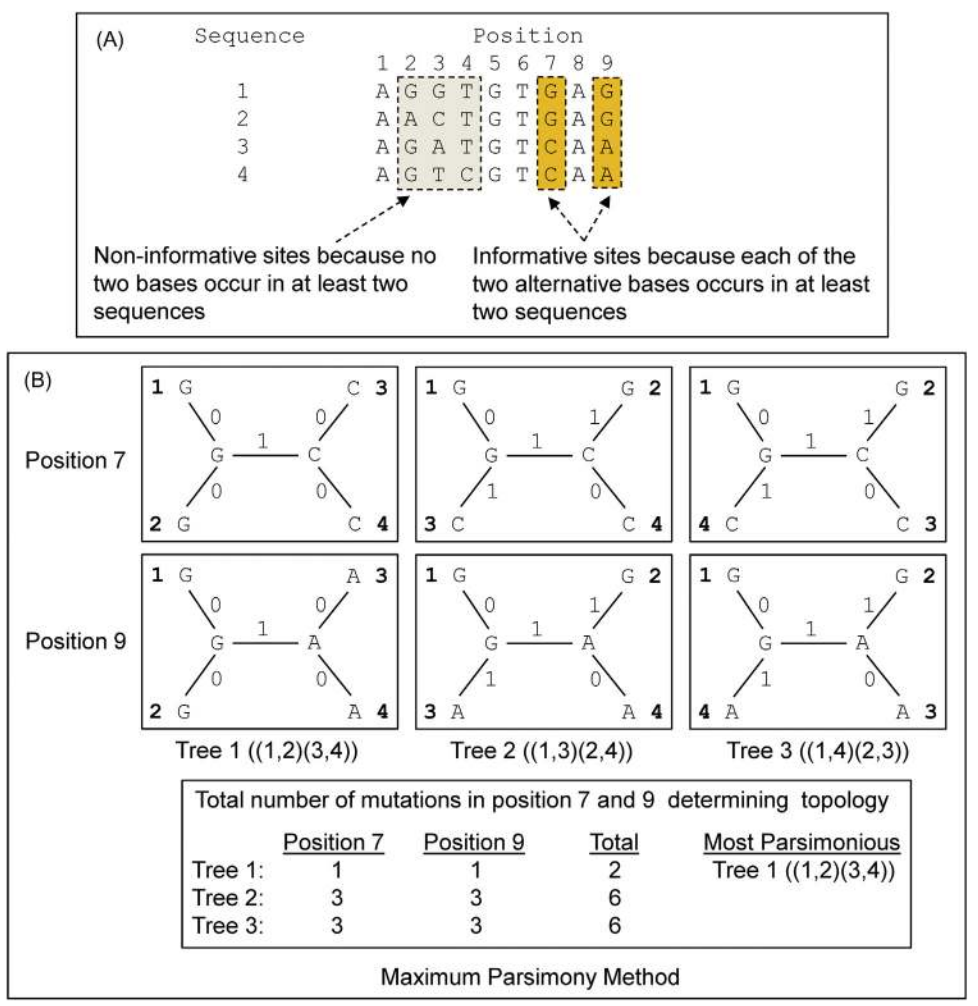 (A) Sequence Position
1 2 3 4 5 6 7 8 9
1 A G G T G T G A G
2 A A C T G T G A G
3 A G A T G T C A A
4 A G T C G T C A A
Non-informative sites because no
two bases occur in at least two
sequences
Informative sites because each of the
two alternative bases occurs in at least
two sequences
(B)
Position 7
1 G C 3
0 0
G 1 C
0 0
2 G C 4
1 G G 2
0 1
G 1 C
1 0
3 C C 4
1 G G 2
0 1
G 1 C
1 0
4 C C 3
Position 9
1 G A 3
0 0
G 1 A
0 0
2 G A 4
1 G G 2
0 1
G 1 A
1 0
3 A A 4
1 G G 2
0 1
G 1 A
1 0
4 A A 3
Tree 1 ((1,2)(3,4)) Tree 2 ((1,3)(2,4)) Tree 3 ((1,4)(2,3))
Total number of mutations in position 7 and 9 determining topology
Position 7 Position 9 Total Most Parsimonious
Tree 1: 1 1 2 Tree 1 ((1,2)(3,4))
Tree 2: 3 3 6
Tree 3: 3 3 6
Maximum Parsimony Method